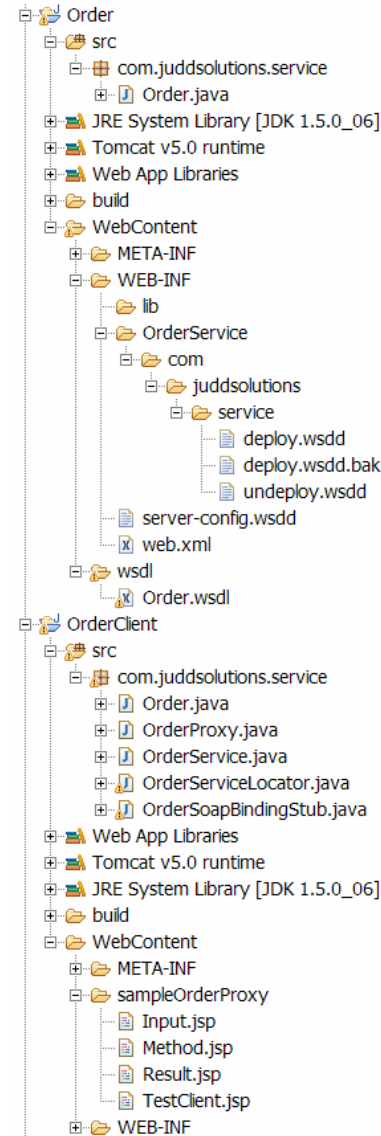 Order
src
com.juddsolutions.service
Order.java
JRE System Library [JDK 1.5.0_06]
Tomcat v5.0 runtime
Web App Libraries
build
WebContent
META-INF
WEB-INF
lib
OrderService
com
juddsolutions
service
deploy.wsdd
deploy.wsdd.bak
undeploy.wsdd
server-config.wsdd
web.xml
wsdl
Order.wsdl
OrderClient
src
com.juddsolutions.service
Order.java
OrderProxy.java
OrderService.java
OrderServiceLocator.java
OrderSoapBindingStub.java
Web App Libraries
Tomcat v5.0 runtime
JRE System Library [JDK 1.5.0_06]
build
WebContent
META-INF
sampleOrderProxy
Input.jsp
Method.jsp
Result.jsp
TestClient.jsp
WEB-INF